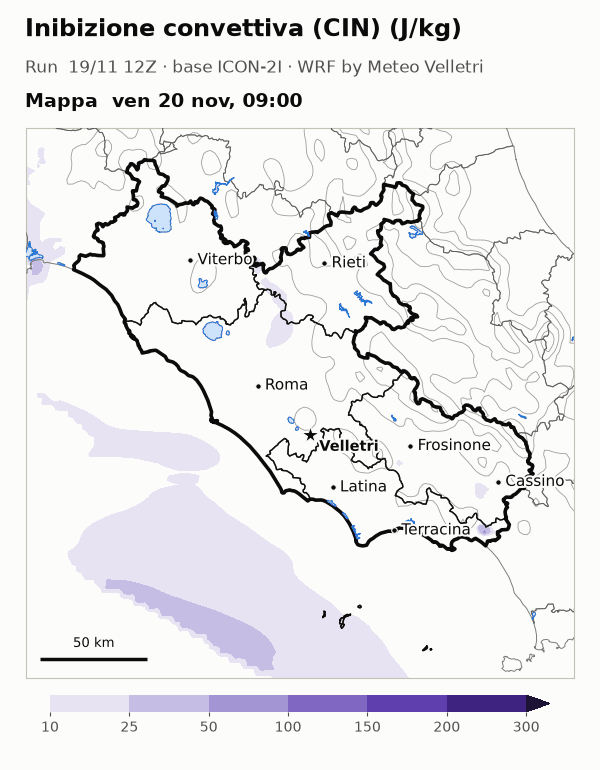 Inibizione convettiva (CIN) (J/kg)
Run  19/11 12Z · base ICON-2I · WRF by Meteo Velletri
Mappa  ven 20 nov, 09:00
Viterbo
Rieti
Roma
Velletri
Frosinone
Latina
Cassino
Terracina
50 km
10 25 50 100 150 200 300